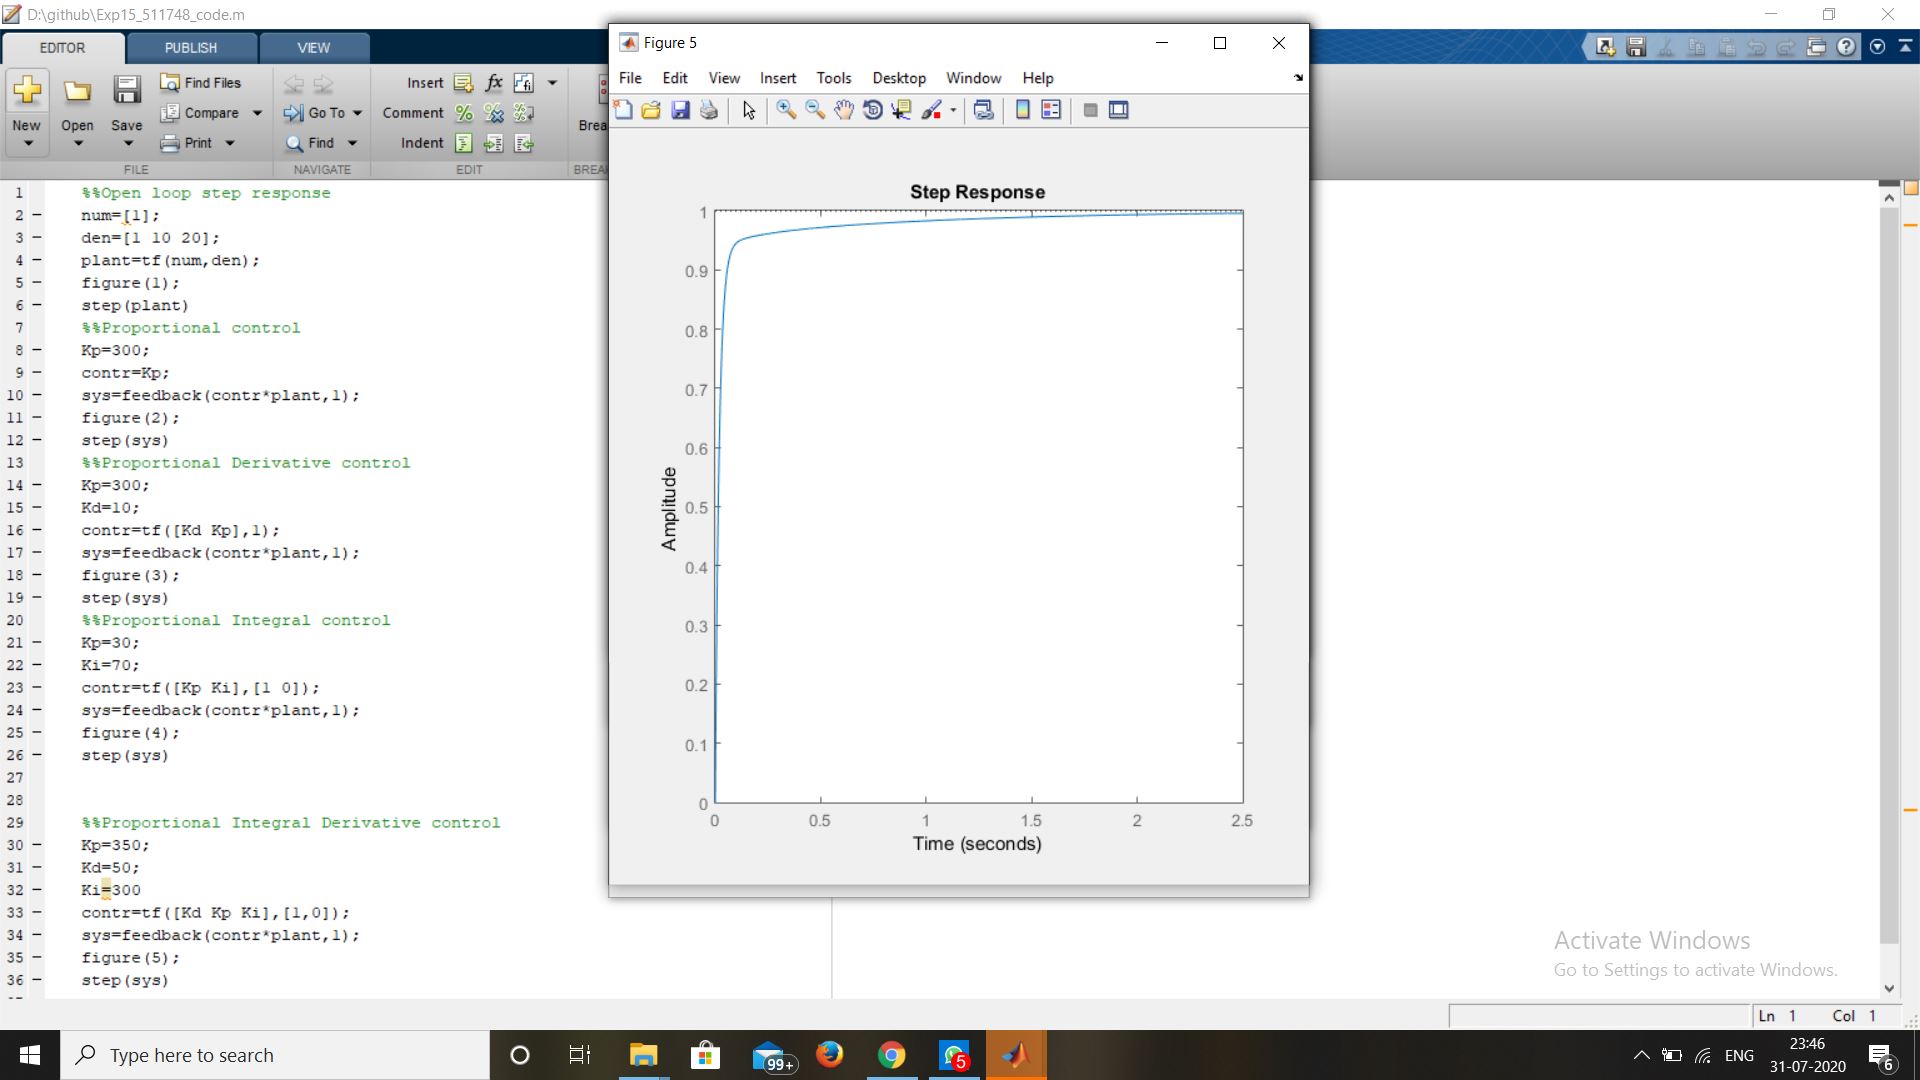 D:\github\Exp15_511748_code.m
EDITOR PUBLISH VIEW
New Open Save
Find Files
Compare
Print
FILE
Go To
Find
NAVIGATE
Insert fx
Comment
Indent
EDIT
Brea
BREA
1 %%Open loop step response
2 - num=[1];
3 - den=[1 10 20];
4 - plant=tf(num,den);
5 - figure(1);
6 - step(plant)
7 %%Proportional control
8 - Kp=300;
9 - contr=Kp;
10 - sys=feedback(contr*plant,1);
11 - figure(2);
12 - step(sys)
13 %%Proportional Derivative control
14 - Kp=300;
15 - Kd=10;
16 - contr=tf([Kd Kp],1);
17 - sys=feedback(contr*plant,1);
18 - figure(3);
19 - step(sys)
20 %%Proportional Integral control
21 - Kp=30;
22 - Ki=70;
23 - contr=tf([Kp Ki],[1 0]);
24 - sys=feedback(contr*plant,1);
25 - figure(4);
26 - step(sys)
27
28
29 %%Proportional Integral Derivative control
30 - Kp=350;
31 - Kd=50;
32 - Ki=300
33 - contr=tf([Kd Kp Ki],[1,0]);
34 - sys=feedback(contr*plant,1);
35 - figure(5);
36 - step(sys)
Figure 5
File Edit View Insert Tools Desktop Window Help
Step Response
1
0.9
0.8
0.7
0.6
0.5
0.4
0.3
0.2
0.1
0
Amplitude
0 0.5 1 1.5 2 2.5
Time (seconds)
Activate Windows
Go to Settings to activate Windows.
Ln 1 Col 1
Type here to search
99+
5
ENG
23:46
31-07-2020
6